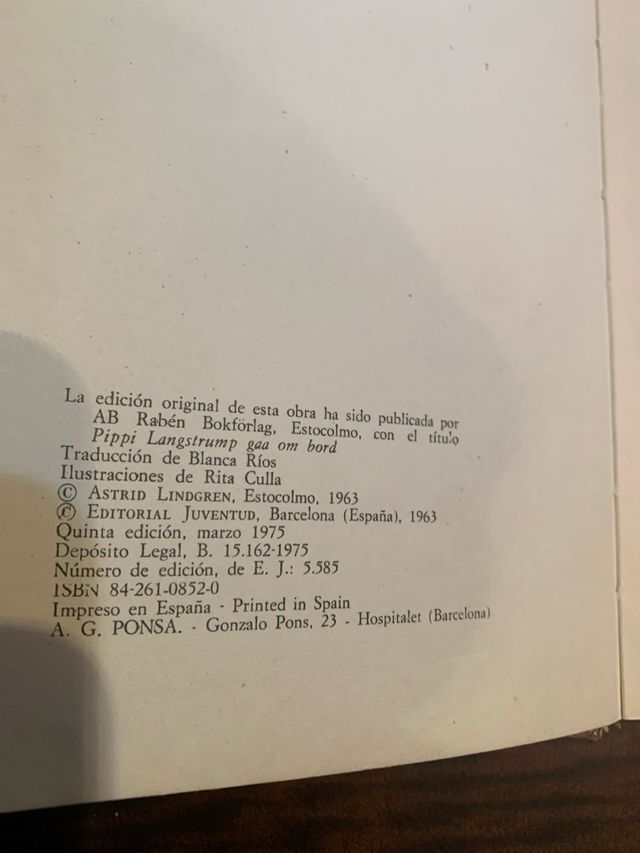 La edición original de esta obra ha sido publicada por
AB Rabén Bokförlag, Estocolmo, con el título
Pippi Langstrump gaa om bord
Traducción de Blanca Ríos
Ilustraciones de Rita Culla
© ASTRID LINDGREN, Estocolmo, 1963
© EDITORIAL JUVENTUD, Barcelona (España), 1963
Quinta edición, marzo 1975
Depósito Legal, B. 15.162-1975
Número de edición, de E. J.: 5.585
ISBN 84-261-0852-0
Impreso en España - Printed in Spain
A. G. PONSA. - Gonzalo Pons, 23 - Hospitalet (Barcelona)